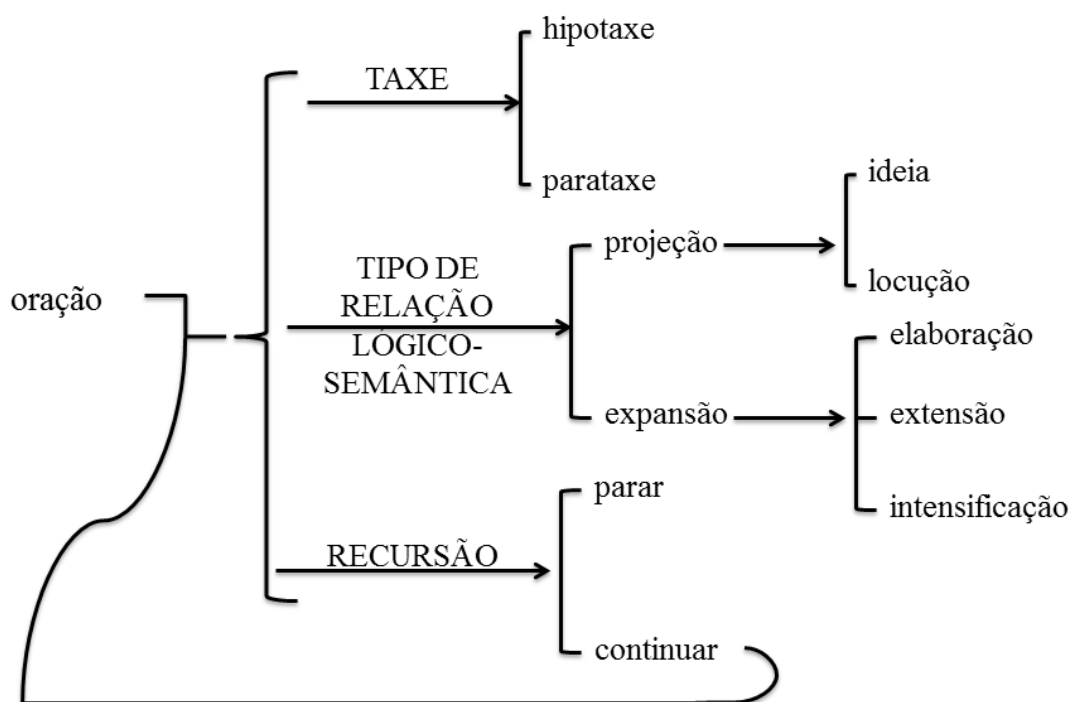 hipotaxe
TAXE
parataxe
ideia
projeção
locução
TIPO DE
RELAÇÃO
LÓGICO-
SEMÂNTICA
oração
elaboração
expansão
extensão
intensificação
parar
RECURSÃO
continuar